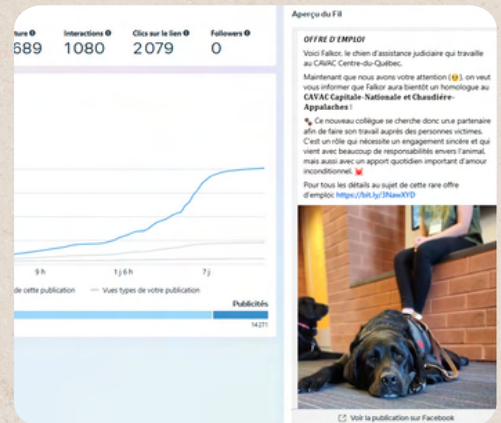 ture Interactions Clics sur le lien Followers
689 1080 2079 0
9 h 1 j 6 h 7 j
de cette publication — Vues types de votre publication
Publicités
14 271
Aperçu du Fil
OFFRE D'EMPLOI
Voici Falkor, le chien d'assistance judiciaire qui travaille
au CAVAC Centre-du-Québec.
Maintenant que nous avons votre attention (😉), on veut
vous informer que Falkor aura bientôt un homologue au
CAVAC Capitale-Nationale et Chaudière-
Appalaches !
🐾 Ce nouveau collègue se cherche donc un·e partenaire
afin de faire son travail auprès des personnes victimes.
C'est un rôle qui nécessite un engagement sincère et qui
vient avec beaucoup de responsabilités envers l'animal,
mais aussi avec un apport quotidien important d'amour
inconditionnel.
Pour tous les détails au sujet de cette rare offre
d'emploi: https://bit.ly/3NawXYD
Voir la publication sur Facebook